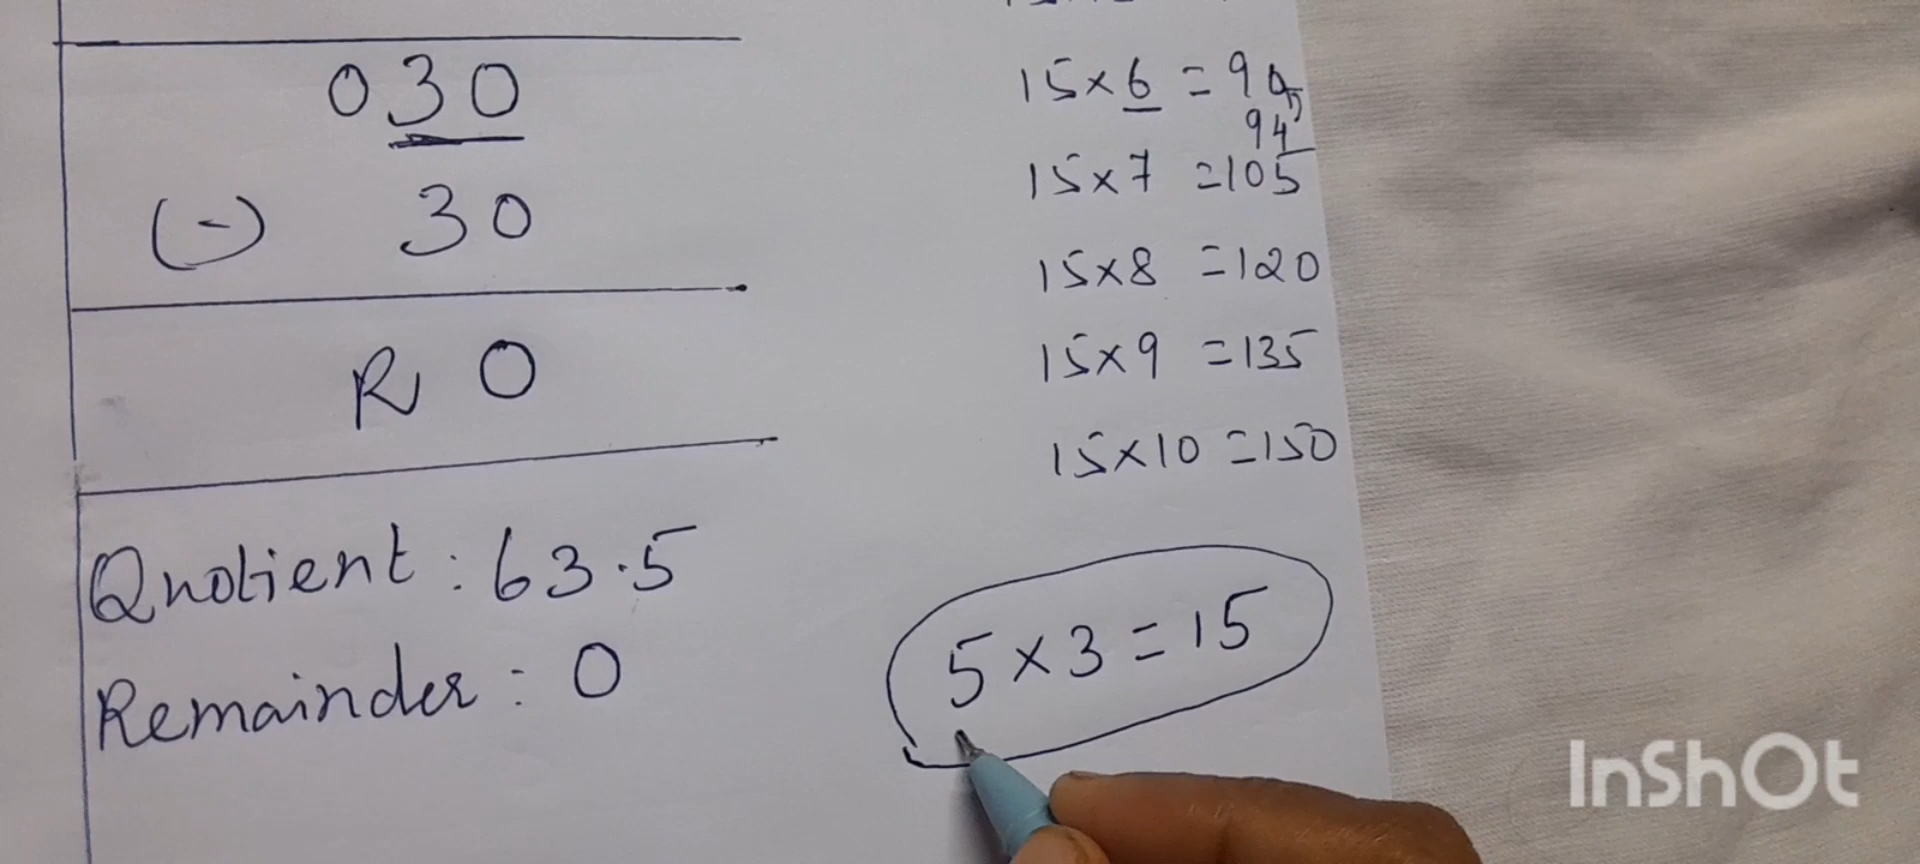 030
(-) 30
R 0
Quotient : 63.5
Remainder : 0
15×6 = 90
94
15×7 =105
15×8 =120
15×9 =135
15×10 =150
5×3=15
InShOt